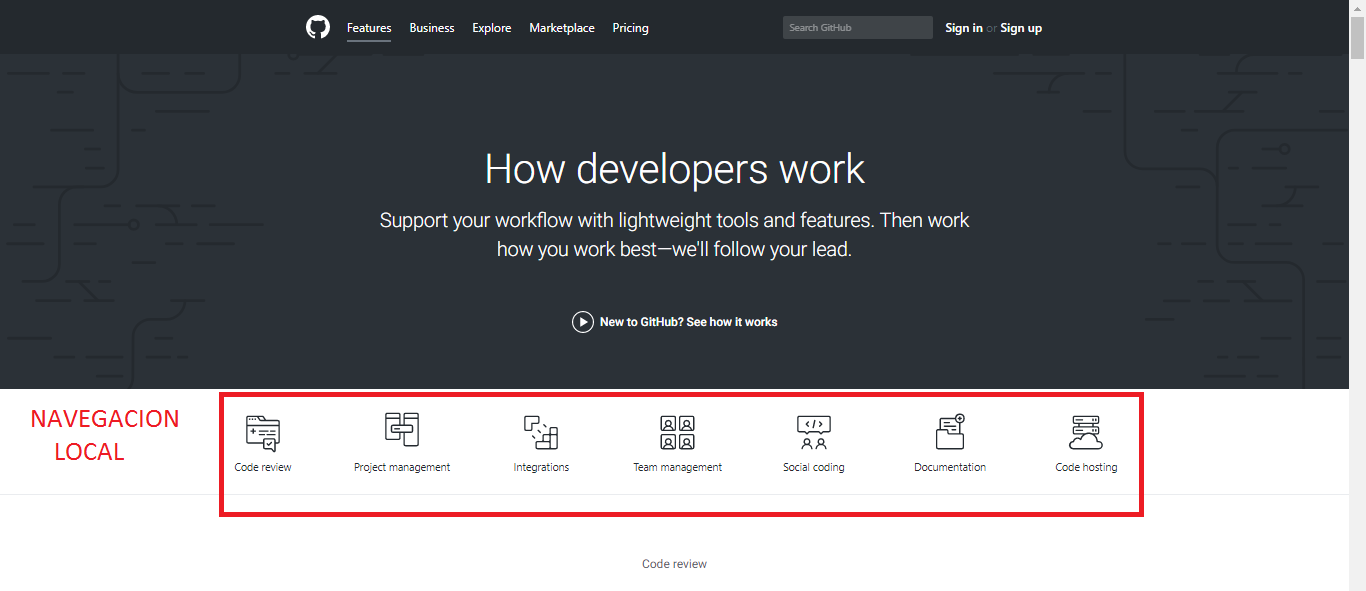 Features Business Explore Marketplace Pricing Search GitHub Sign in or Sign up
How developers work
Support your workflow with lightweight tools and features. Then work
how you work best—we'll follow your lead.
New to GitHub? See how it works
NAVEGACION
LOCAL
Code review Project management Integrations Team management Social coding Documentation Code hosting
Code review